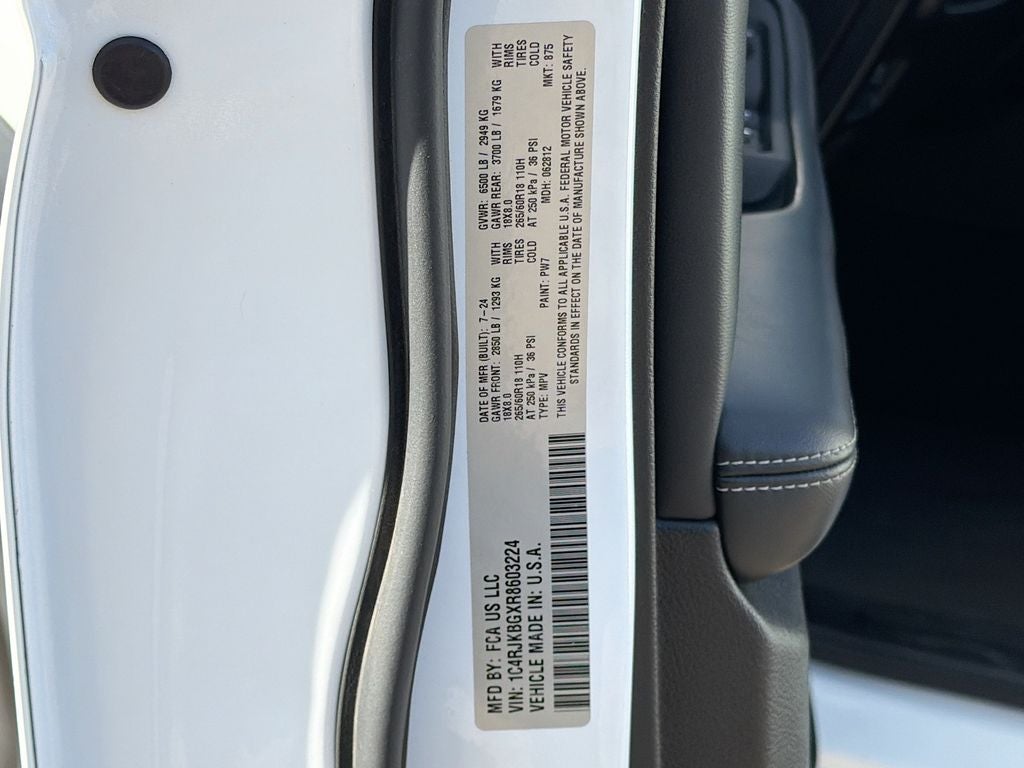 MFD BY: FCA US LLC
VIN: 1C4RJKBGXR8603224
VEHICLE MADE IN: U.S.A.
DATE OF MFR (BUILT): 7-24
GAWR FRONT: 2850 LB / 1293 KG WITH
18X8.0 RIMS
265/60R18 110H TIRES
AT 250 kPa / 36 PSI COLD
TYPE: MPV PAINT: PW7
GVWR: 6500 LB / 2949 KG
GAWR REAR: 3700 LB / 1679 KG WITH
18X8.0 RIMS
265/60R18 110H TIRES
AT 250 kPa / 36 PSI COLD
MDH: 062812 MKT: 875
THIS VEHICLE CONFORMS TO ALL APPLICABLE U.S.A. FEDERAL MOTOR VEHICLE SAFETY
STANDARDS IN EFFECT ON THE DATE OF MANUFACTURE SHOWN ABOVE.